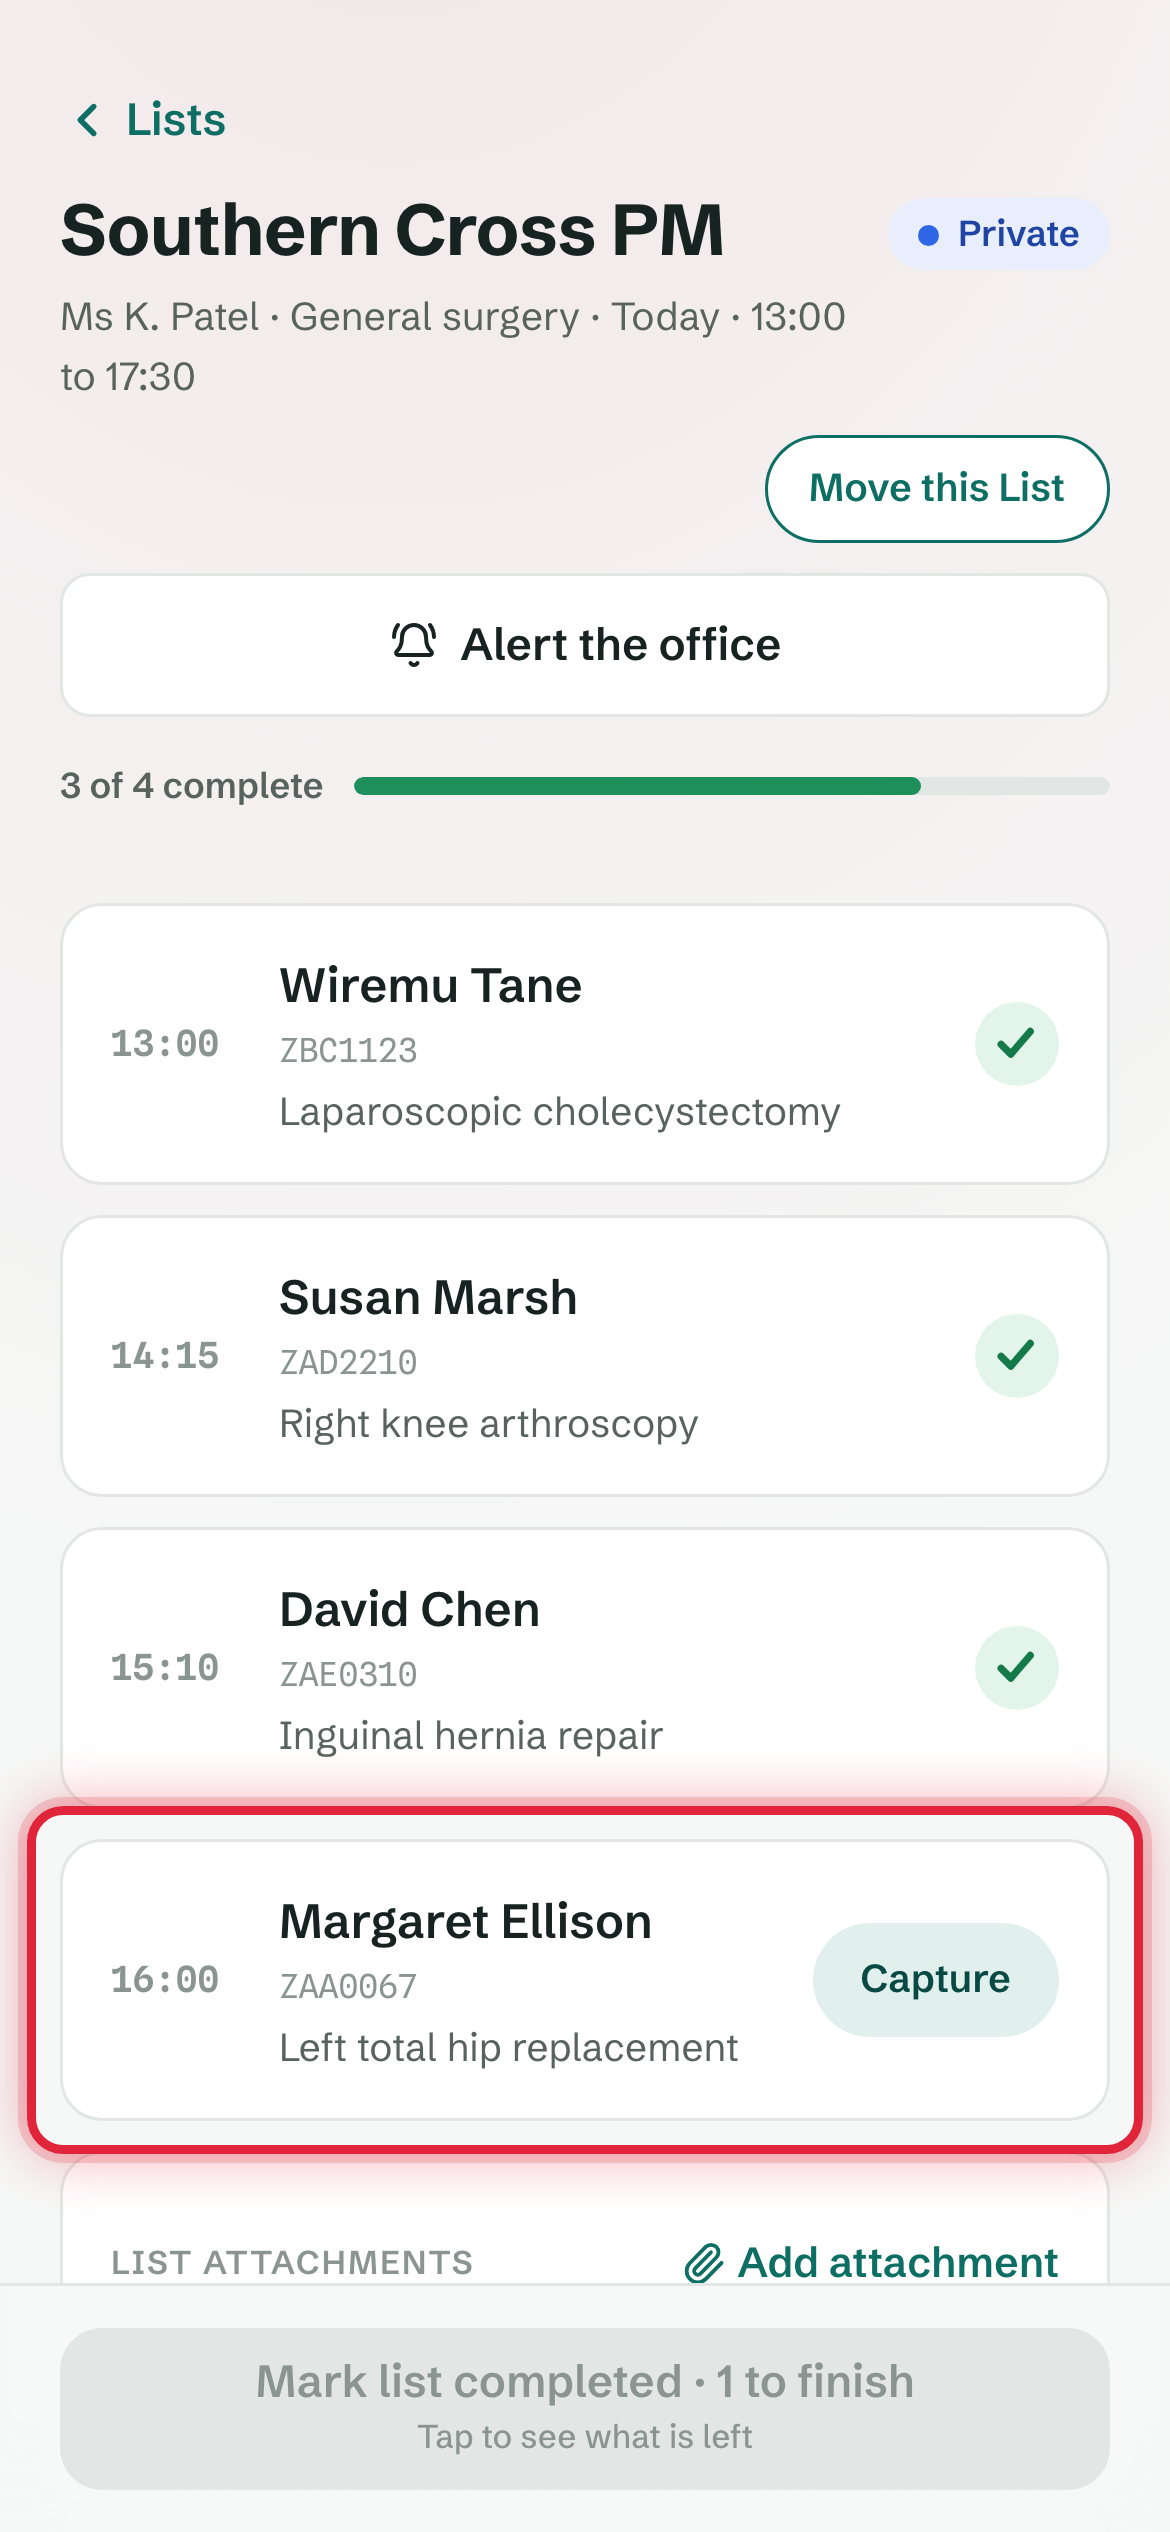 Lists
Southern Cross PM
Private
Ms K. Patel · General surgery · Today · 13:00
to 17:30
Move this List
Alert the office
3 of 4 complete
13:00
Wiremu Tane
ZBC1123
Laparoscopic cholecystectomy
14:15
Susan Marsh
ZAD2210
Right knee arthroscopy
15:10
David Chen
ZAE0310
Inguinal hernia repair
16:00
Margaret Ellison
ZAA0067
Left total hip replacement
Capture
LIST ATTACHMENTS
Add attachment
Mark list completed · 1 to finish
Tap to see what is left